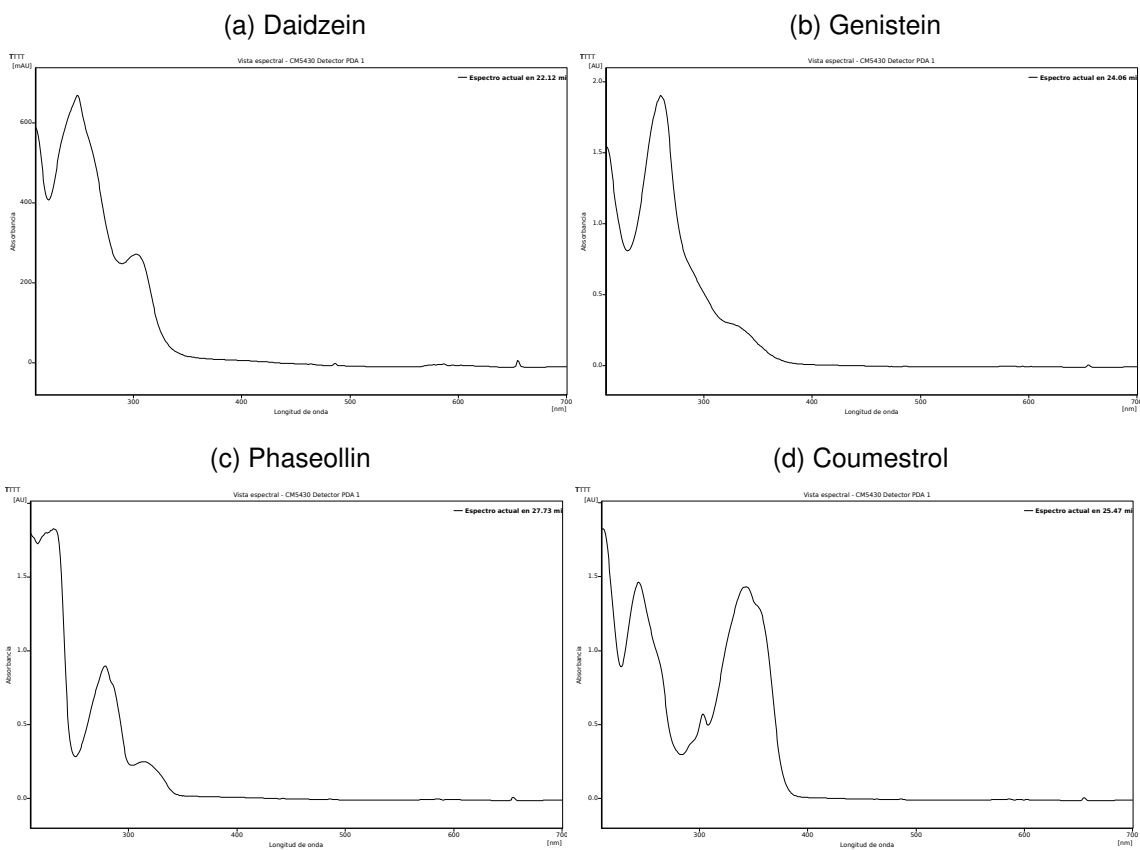 (a) Daidzein
TTTT
[mAU]
Vista espectral - CM5430 Detector PDA 1
Espectro actual en 22.12 mi
600
400
200
0
Absorbancia
300 400 500 600 700
Longitud de onda
[nm]
(b) Genistein
TTTT
[AU]
Vista espectral - CM5430 Detector PDA 1
Espectro actual en 24.06 mi
2.0
1.5
1.0
0.5
0.0
Absorbancia
300 400 500 600 700
Longitud de onda
[nm]
(c) Phaseollin
TTTT
[AU]
Vista espectral - CM5430 Detector PDA 1
Espectro actual en 27.73 mi
1.5
1.0
0.5
0.0
Absorbancia
300 400 500 600 700
Longitud de onda
[nm]
(d) Coumestrol
TTTT
[AU]
Vista espectral - CM5430 Detector PDA 1
Espectro actual en 25.47 mi
1.5
1.0
0.5
0.0
Absorbancia
300 400 500 600 700
Longitud de onda
[nm]